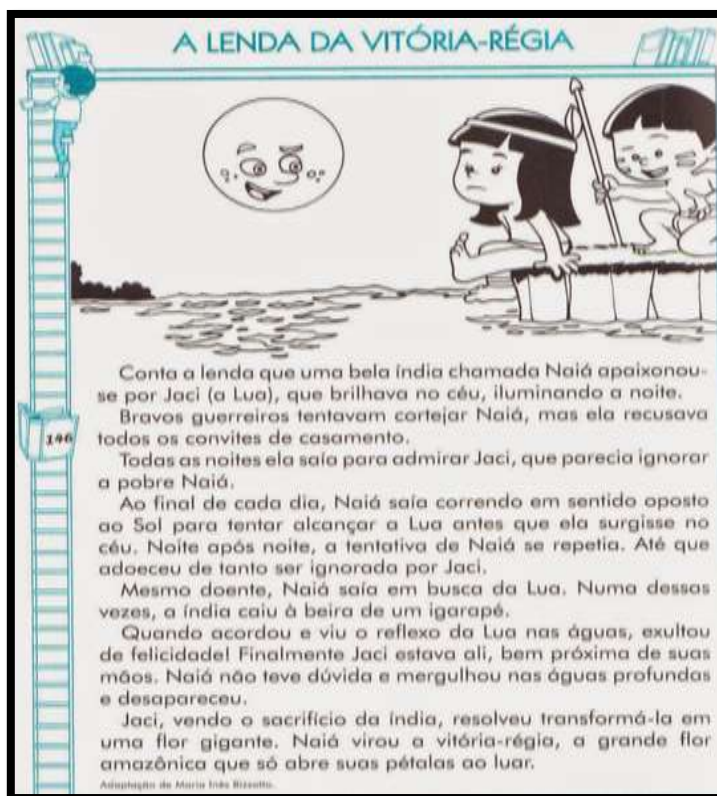 A LENDA DA VITÓRIA-RÉGIA
Conta a lenda que uma bela índia chamada Naiá apaixonou-
se por Jaci (a Lua), que brilhava no céu, iluminando a noite.
Bravos guerreiros tentavam cortejar Naiá, mas ela recusava
todos os convites de casamento.
146
Todas as noites ela saía para admirar Jaci, que parecia ignorar
a pobre Naiá.
Ao final de cada dia, Naiá saía correndo em sentido oposto
ao Sol para tentar alcançar a Lua antes que ela surgisse no
céu. Noite após noite, a tentativa de Naiá se repetia. Até que
adoeceu de tanto ser ignorada por Jaci.
Mesmo doente, Naiá saía em busca da Lua. Numa dessas
vezes, a índia caiu à beira de um igarapé.
Quando acordou e viu o reflexo da Lua nas águas, exultou
de felicidade! Finalmente Jaci estava ali, bem próxima de suas
mãos. Naiá não teve dúvida e mergulhou nas águas profundas
e desapareceu.
Jaci, vendo o sacrifício da índia, resolveu transformá-la em
uma flor gigante. Naiá virou a vitória-régia, a grande flor
amazônica que só abre suas pétalas ao luar.
Adaptação de Maria Inês Bizzotto.